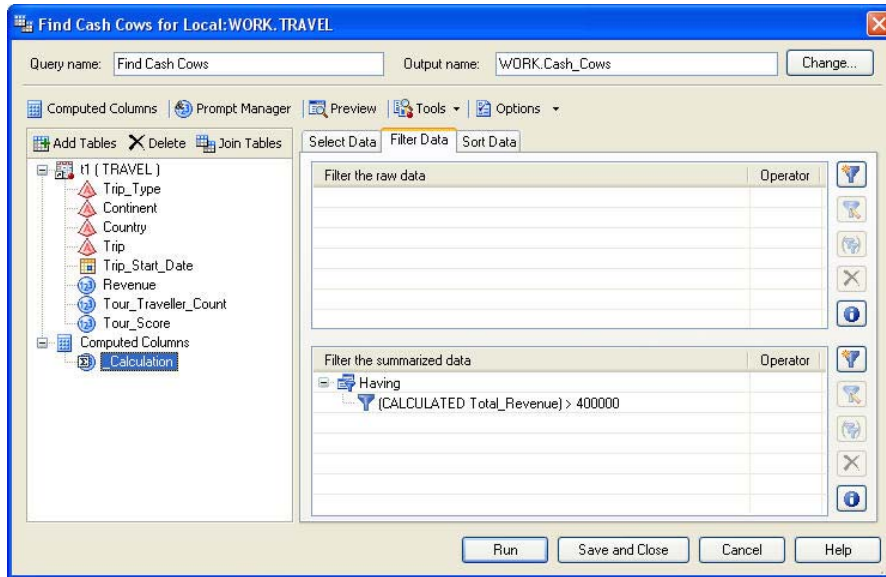 Find Cash Cows for Local:WORK.TRAVEL
Query name: Find Cash Cows Output name: WORK.Cash_Cows Change...
Computed Columns Prompt Manager Preview Tools Options
Add Tables Delete Join Tables Select Data Filter Data Sort Data
t1 ( TRAVEL ) Filter the raw data Operator
Trip_Type
Continent
Country
Trip
Trip_Start_Date
Revenue
Tour_Traveller_Count
Tour_Score
Computed Columns
_Calculation Filter the summarized data Operator
Having
(CALCULATED Total_Revenue) > 400000
Run Save and Close Cancel Help